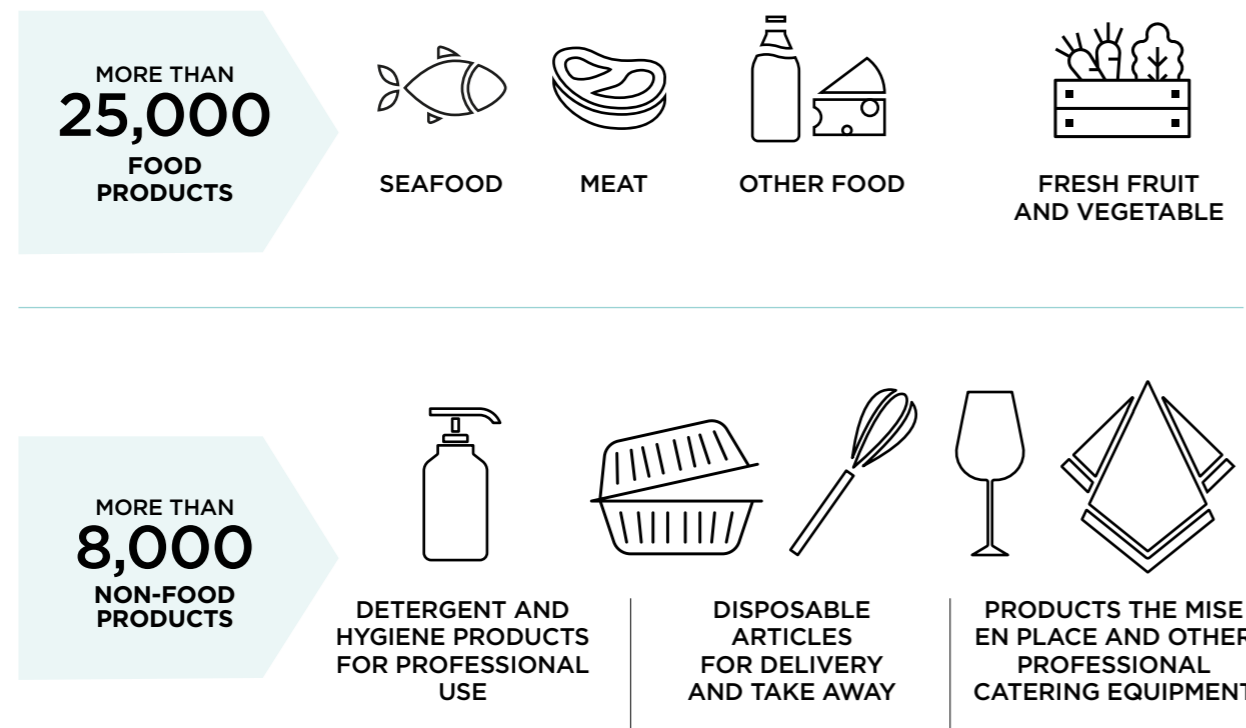 MORE THAN
25,000
FOOD
PRODUCTS
SEAFOOD
MEAT
OTHER FOOD
FRESH FRUIT
AND VEGETABLE
MORE THAN
8,000
NON-FOOD
PRODUCTS
DETERGENT AND
HYGIENE PRODUCTS
FOR PROFESSIONAL
USE
DISPOSABLE
ARTICLES
FOR DELIVERY
AND TAKE AWAY
PRODUCTS THE MISE
EN PLACE AND OTHER
PROFESSIONAL
CATERING EQUIPMENT